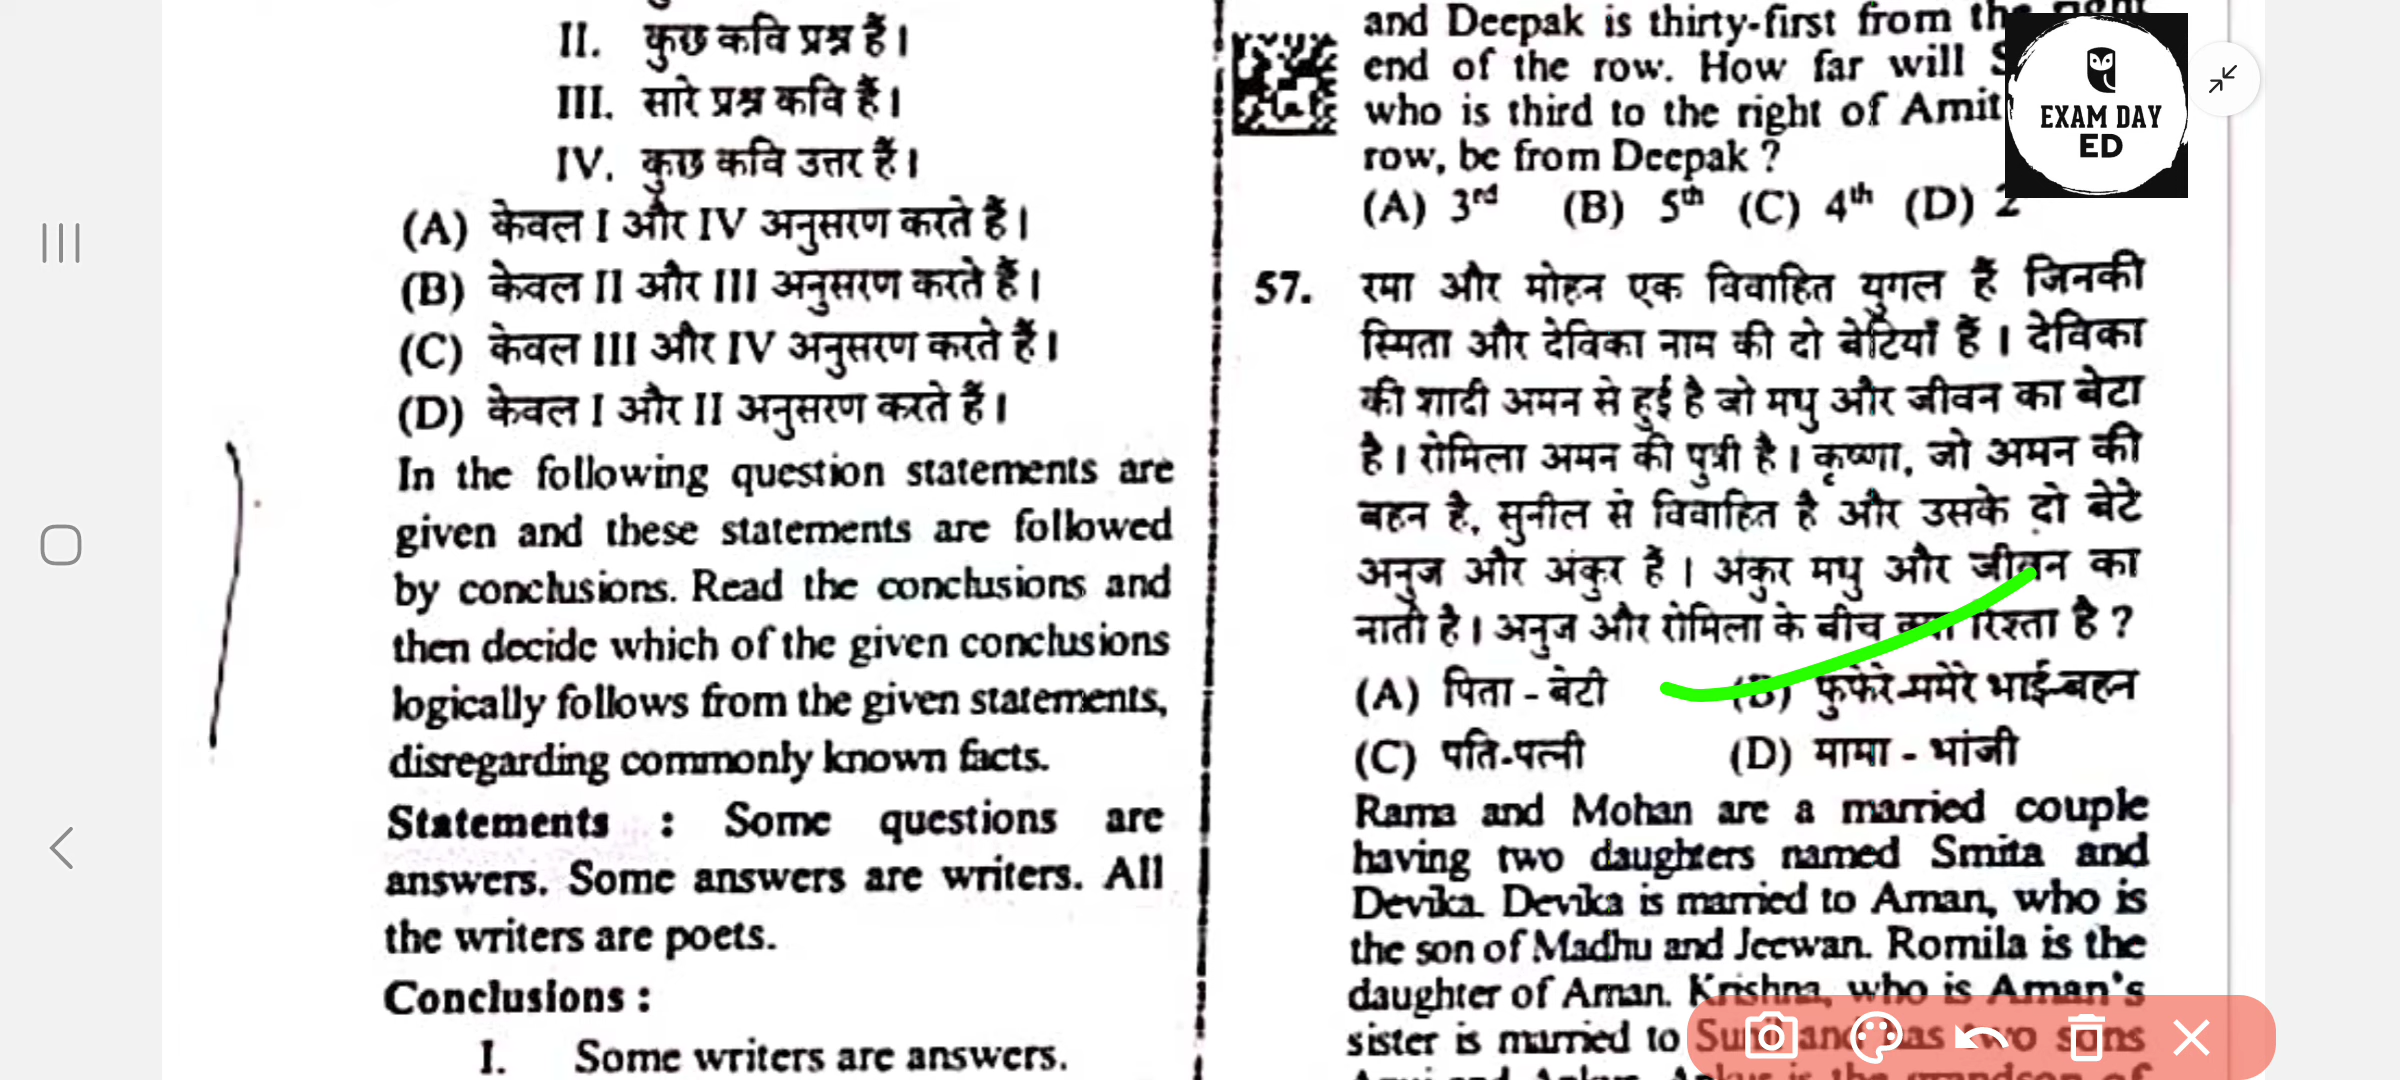 II. कुछ कवि प्रश्न हैं।
III. सारे प्रश्न कवि हैं।
IV. कुछ कवि उत्तर हैं।
(A) केवल I और IV अनुसरण करते हैं।
(B) केवल II और III अनुसरण करते हैं।
(C) केवल III और IV अनुसरण करते हैं।
(D) केवल I और II अनुसरण करते हैं।
In the following question statements are
given and these statements are followed
by conclusions. Read the conclusions and
then decide which of the given conclusions
logically follows from the given statements,
disregarding commonly known facts.
Statements : Some questions are
answers. Some answers are writers. All
the writers are poets.
Conclusions :
I. Some writers are answers.
and Deepak is thirty-first from the right
end of the row. How far will
who is third to the right of Amit
row, be from Deepak ?
(A) 3rd (B) 5th (C) 4th (D) 2
57. रमा और मोहन एक विवाहित युगल हैं जिनकी
स्मिता और देविका नाम की दो बेटियाँ हैं । देविका
की शादी अमन से हुई है जो मधु और जीवन का बेटा
है । रोमिला अमन की पुत्री है । कृष्णा, जो अमन की
बहन है, सुनील से विवाहित है और उसके दो बेटे
अनुज और अंकुर हैं । अंकुर मधु और जीवन का
नाती है । अनुज और रोमिला के बीच क्या रिश्ता है ?
(A) पिता - बेटी (B) फुफेरे-ममेरे भाई-बहन
(C) पति-पत्नी (D) मामा - भांजी
Rama and Mohan are a married couple
having two daughters named Smita and
Devika. Devika is married to Aman, who is
the son of Madhu and Jeewan. Romila is the
daughter of Aman. Krishna, who is Aman's
sister is married to Sunil and has two sons
EXAM DAY
ED